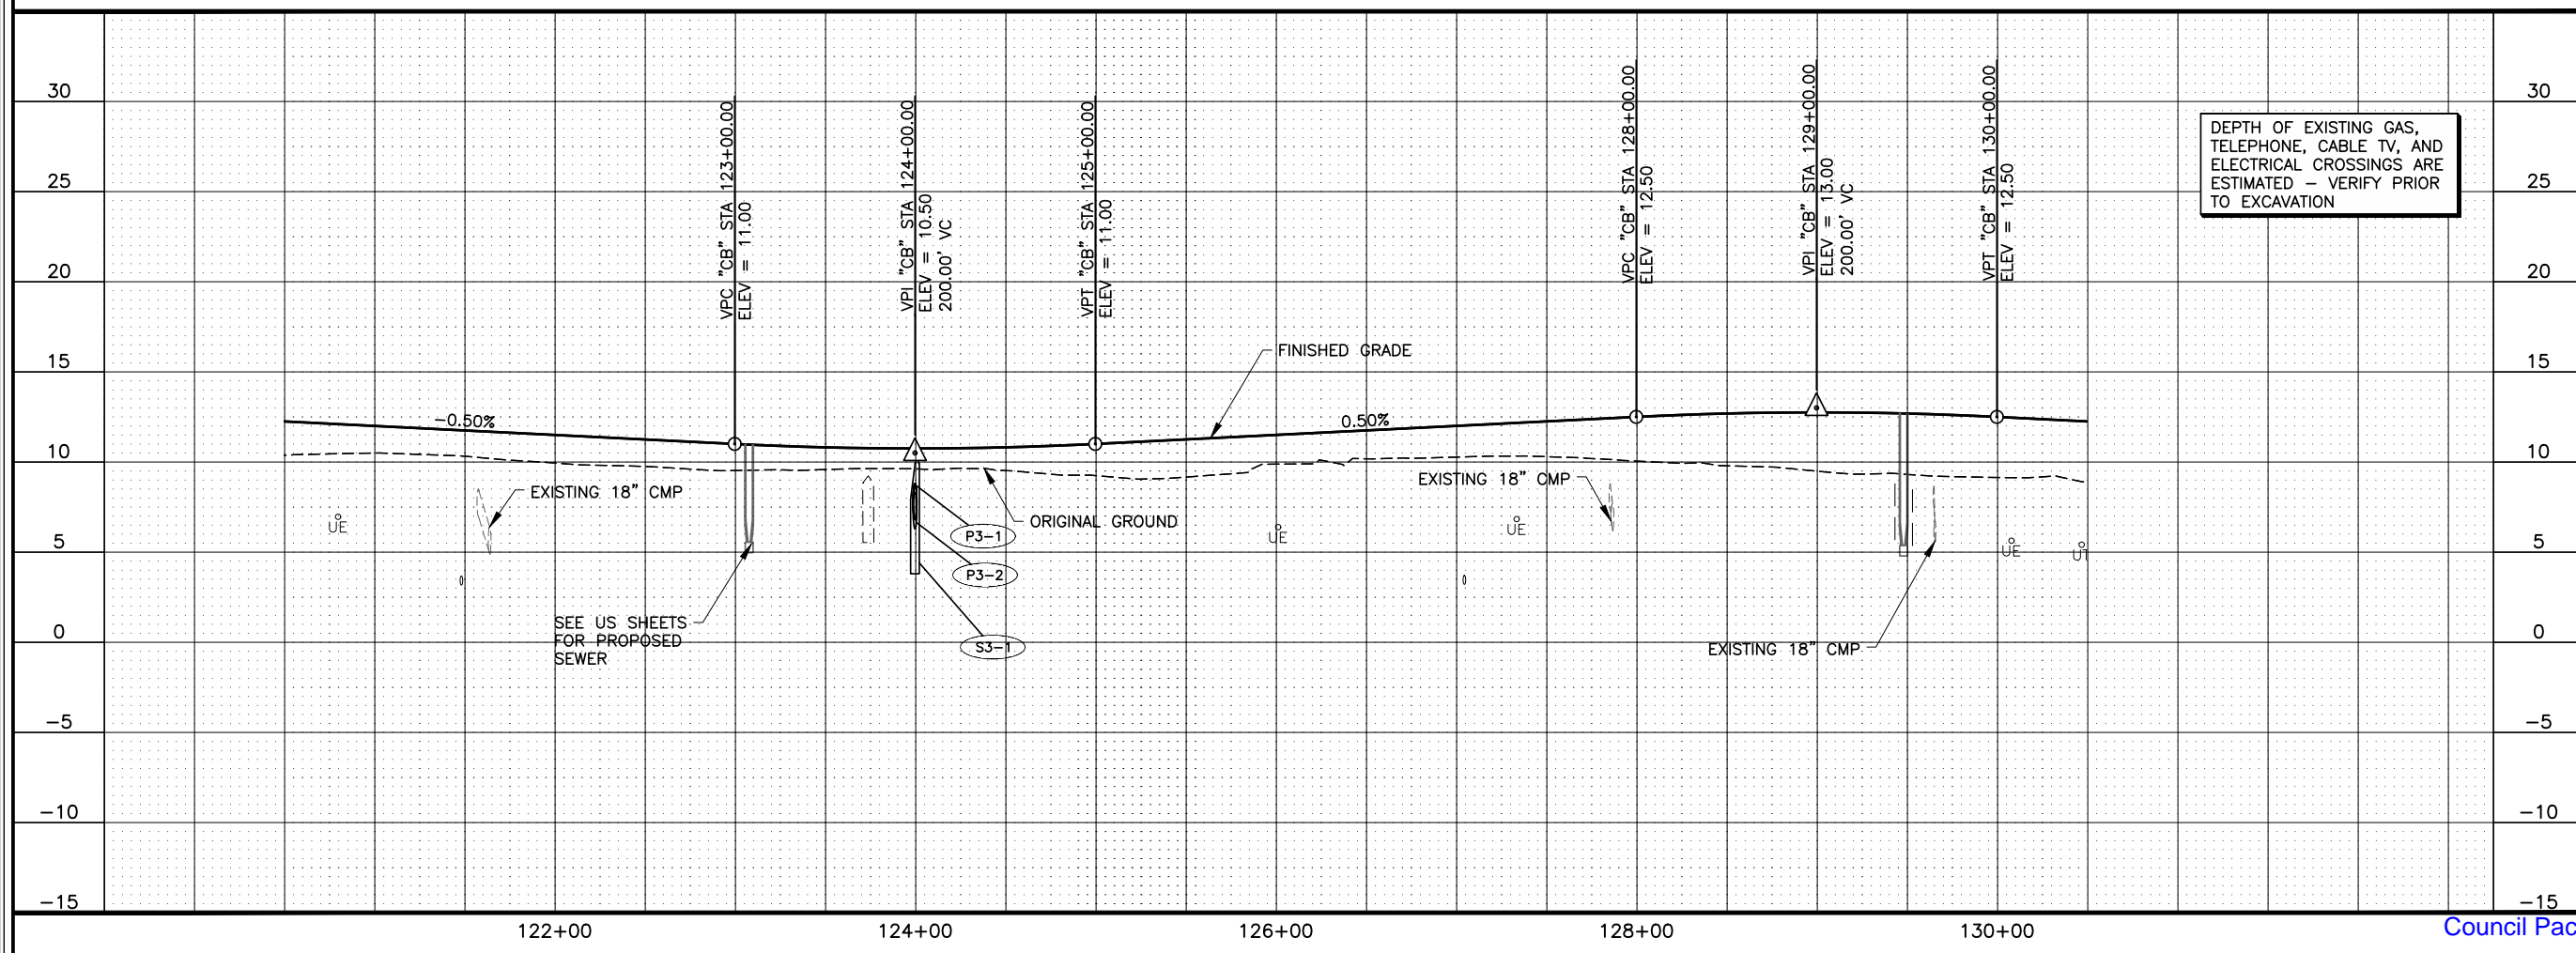 VPC "CB" STA 123+00.00
ELEV = 11.00
VPI "CB" STA 124+00.00
ELEV = 10.50
200.00' VC
VPT "CB" STA 125+00.00
ELEV = 11.00
VPC "CB" STA 128+00.00
ELEV = 12.50
VPI "CB" STA 129+00.00
ELEV = 13.00
200.00' VC
VPT "CB" STA 130+00.00
ELEV = 12.50
DEPTH OF EXISTING GAS,
TELEPHONE, CABLE TV, AND
ELECTRICAL CROSSINGS ARE
ESTIMATED – VERIFY PRIOR
TO EXCAVATION
30
30
25
25
20
20
15
15
FINISHED GRADE
-0.50%
0.50%
10
10
EXISTING 18" CMP
EXISTING 18" CMP
ORIGINAL GROUND
UE
UE
UE
UE
UT
P3-1
5
5
P3-2
SEE US SHEETS
FOR PROPOSED
SEWER
S3-1
EXISTING 18" CMP
0
0
-5
-5
-10
-10
-15
-15
122+00
124+00
126+00
128+00
130+00
Council Pac